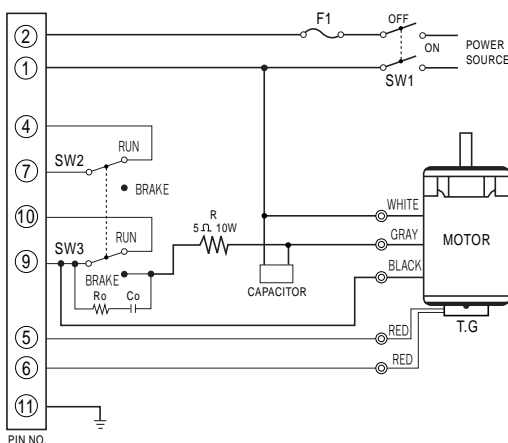 F1
OFF
ON
POWER
SOURCE
SW1
2
1
4
RUN
7
SW2
BRAKE
10
R
5Ω 10W
RUN
SW3
9
BRAKE
Ro
Co
CAPACITOR
WHITE
GRAY
BLACK
MOTOR
T.G
5
RED
6
RED
11
PIN NO.